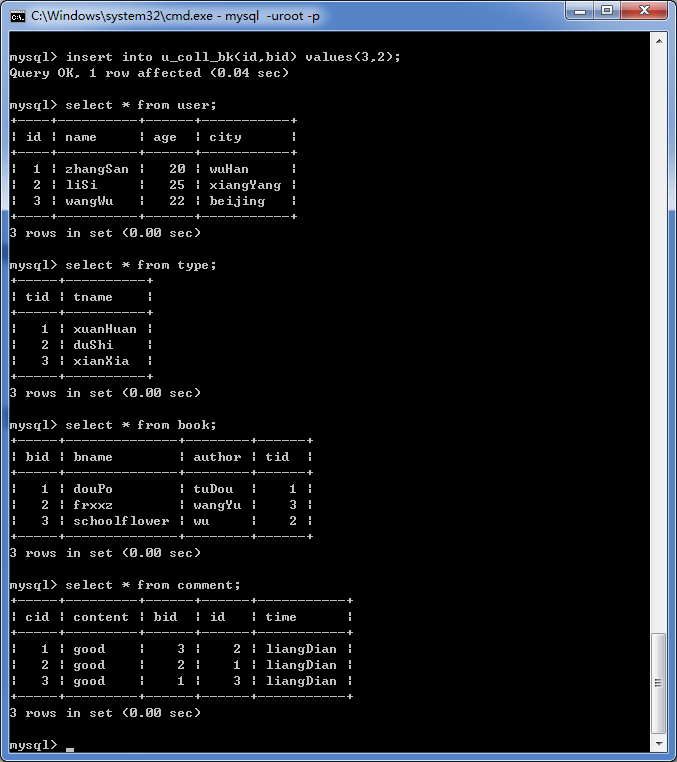 C:\Windows\system32\cmd.exe - mysql  -uroot -p
mysql> insert into u_coll_bk(id,bid) values(3,2);
Query OK, 1 row affected (0.04 sec)
mysql> select * from user;
+----+----------+------+-----------+
| id | name     | age  | city      |
+----+----------+------+-----------+
|  1 | zhangSan |   20 | wuHan     |
|  2 | liSi     |   25 | xiangYang |
|  3 | wangWu   |   22 | beijing   |
+----+----------+------+-----------+
3 rows in set (0.00 sec)
mysql> select * from type;
+-----+----------+
| tid | tname    |
+-----+----------+
|   1 | xuanHuan |
|   2 | duShi    |
|   3 | xianXia  |
+-----+----------+
3 rows in set (0.00 sec)
mysql> select * from book;
+-----+--------------+--------+------+
| bid | bname        | author | tid  |
+-----+--------------+--------+------+
|   1 | douPo        | tuDou  |    1 |
|   2 | frxxz        | wangYu |    3 |
|   3 | schoolflower | wu     |    2 |
+-----+--------------+--------+------+
3 rows in set (0.00 sec)
mysql> select * from comment;
+-----+---------+------+------+-----------+
| cid | content | bid  | id   | time      |
+-----+---------+------+------+-----------+
|   1 | good    |    3 |    2 | liangDian |
|   2 | good    |    2 |    1 | liangDian |
|   3 | good    |    1 |    3 | liangDian |
+-----+---------+------+------+-----------+
3 rows in set (0.00 sec)
mysql> _